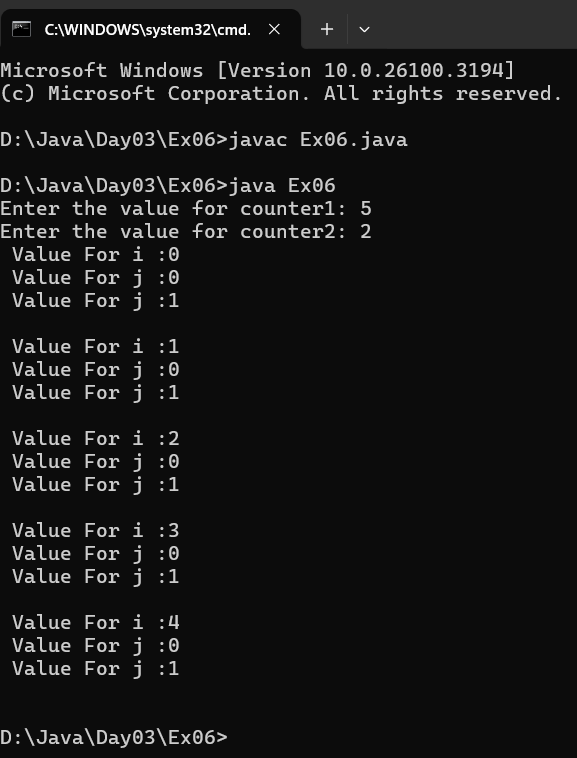 C:\WINDOWS\system32\cmd.
Microsoft Windows [Version 10.0.26100.3194]
(c) Microsoft Corporation. All rights reserved.
D:\Java\Day03\Ex06>javac Ex06.java
D:\Java\Day03\Ex06>java Ex06
Enter the value for counter1: 5
Enter the value for counter2: 2
Value For i :0
Value For j :0
Value For j :1
Value For i :1
Value For j :0
Value For j :1
Value For i :2
Value For j :0
Value For j :1
Value For i :3
Value For j :0
Value For j :1
Value For i :4
Value For j :0
Value For j :1
D:\Java\Day03\Ex06>